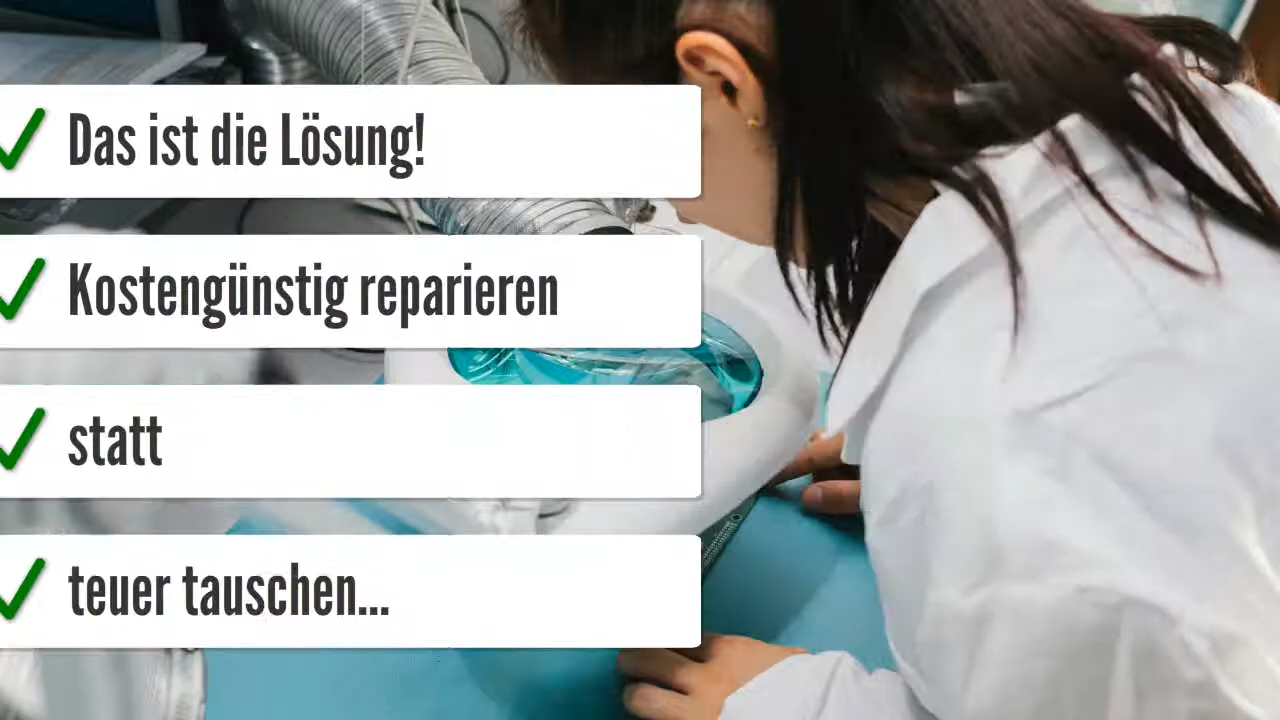 Das ist die Lösung!
Kostengünstig reparieren
statt
teuer tauschen...